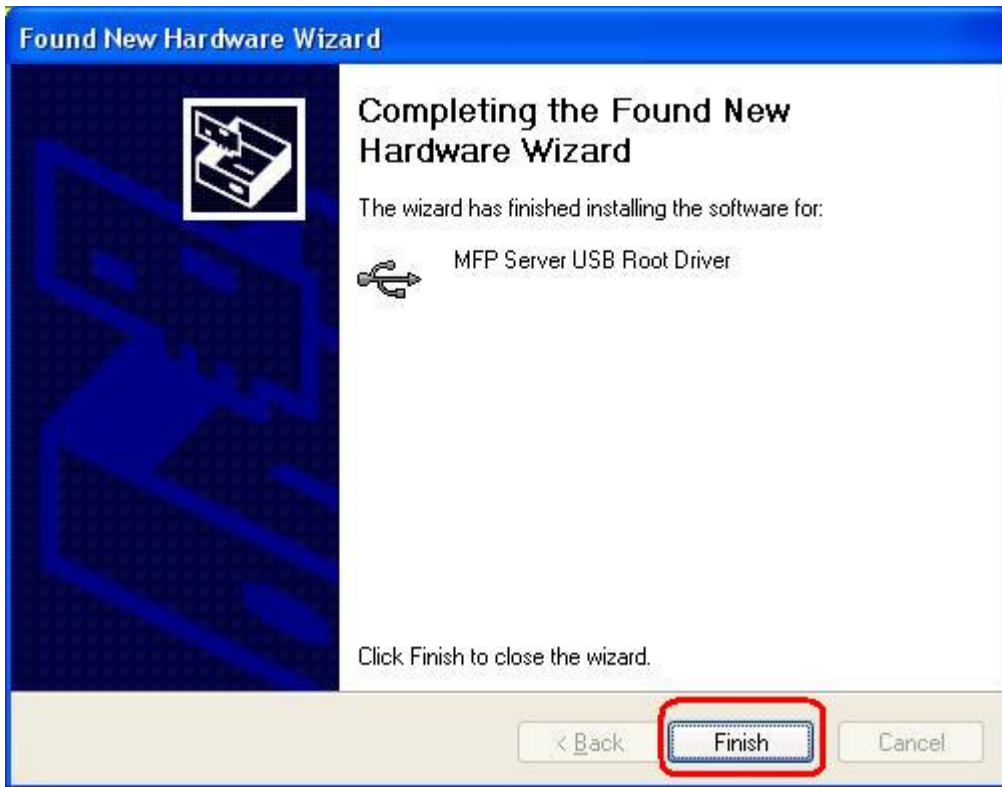 Found New Hardware Wizard
Completing the Found New
Hardware Wizard
The wizard has finished installing the software for:
MFP Server USB Root Driver
Click Finish to close the wizard.
< Back
Finish
Cancel